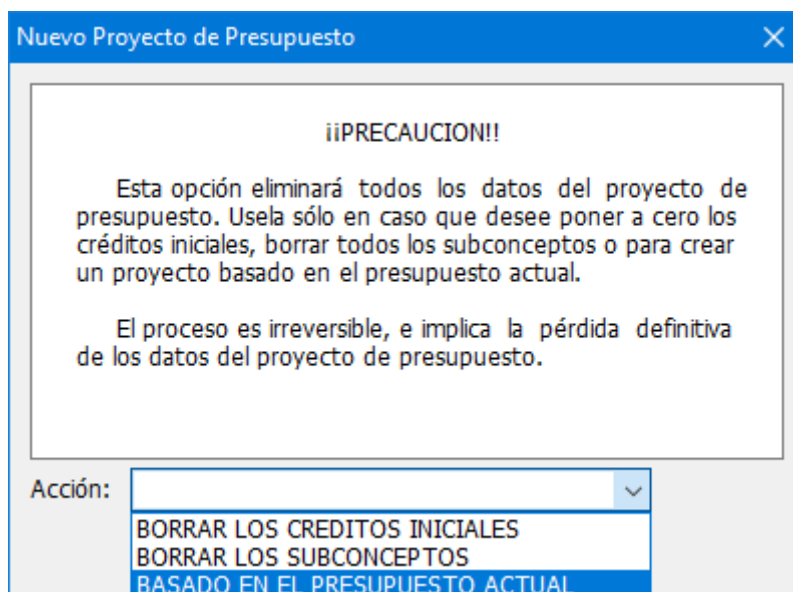 Nuevo Proyecto de Presupuesto
¡¡PRECAUCION!!
Esta opción eliminará todos los datos del proyecto de
presupuesto. Usela sólo en caso que desee poner a cero los
créditos iniciales, borrar todos los subconceptos o para crear
un proyecto basado en el presupuesto actual.
El proceso es irreversible, e implica la pérdida definitiva
de los datos del proyecto de presupuesto.
Acción:
BORRAR LOS CREDITOS INICIALES
BORRAR LOS SUBCONCEPTOS
BASADO EN EL PRESUPUESTO ACTUAL